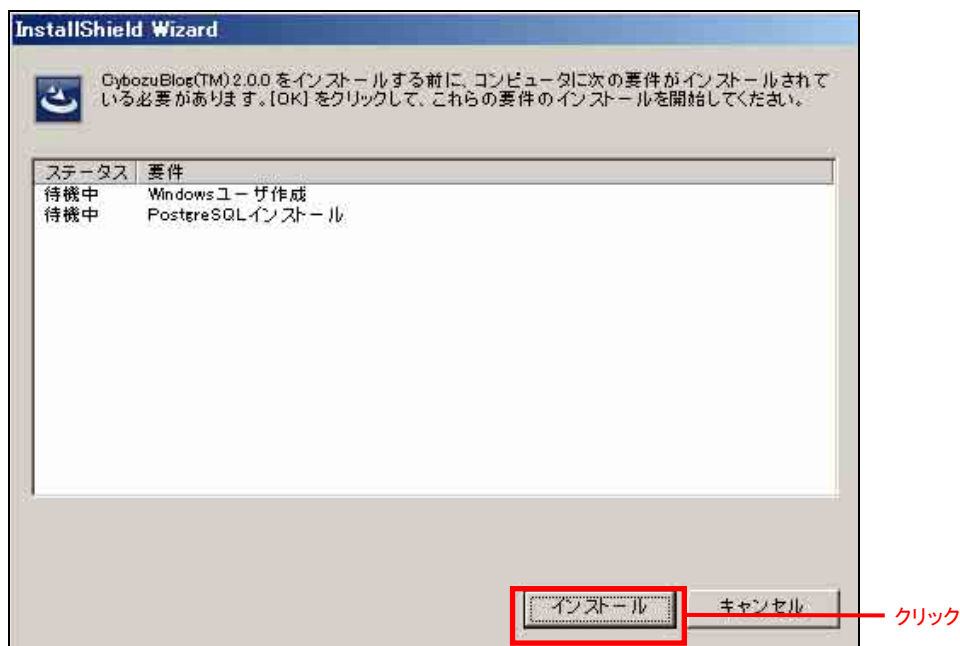 InstallShield Wizard
CybozuBlog(TM)2.0.0 をインストールする前に、コンピュータに次の要件がインストールされて
いる必要があります。[OK] をクリックして、これらの要件のインストールを開始してください。
ステータス 要件
待機中 Windowsユーザ作成
待機中 PostgreSQLインストール
インストール キャンセル
クリック